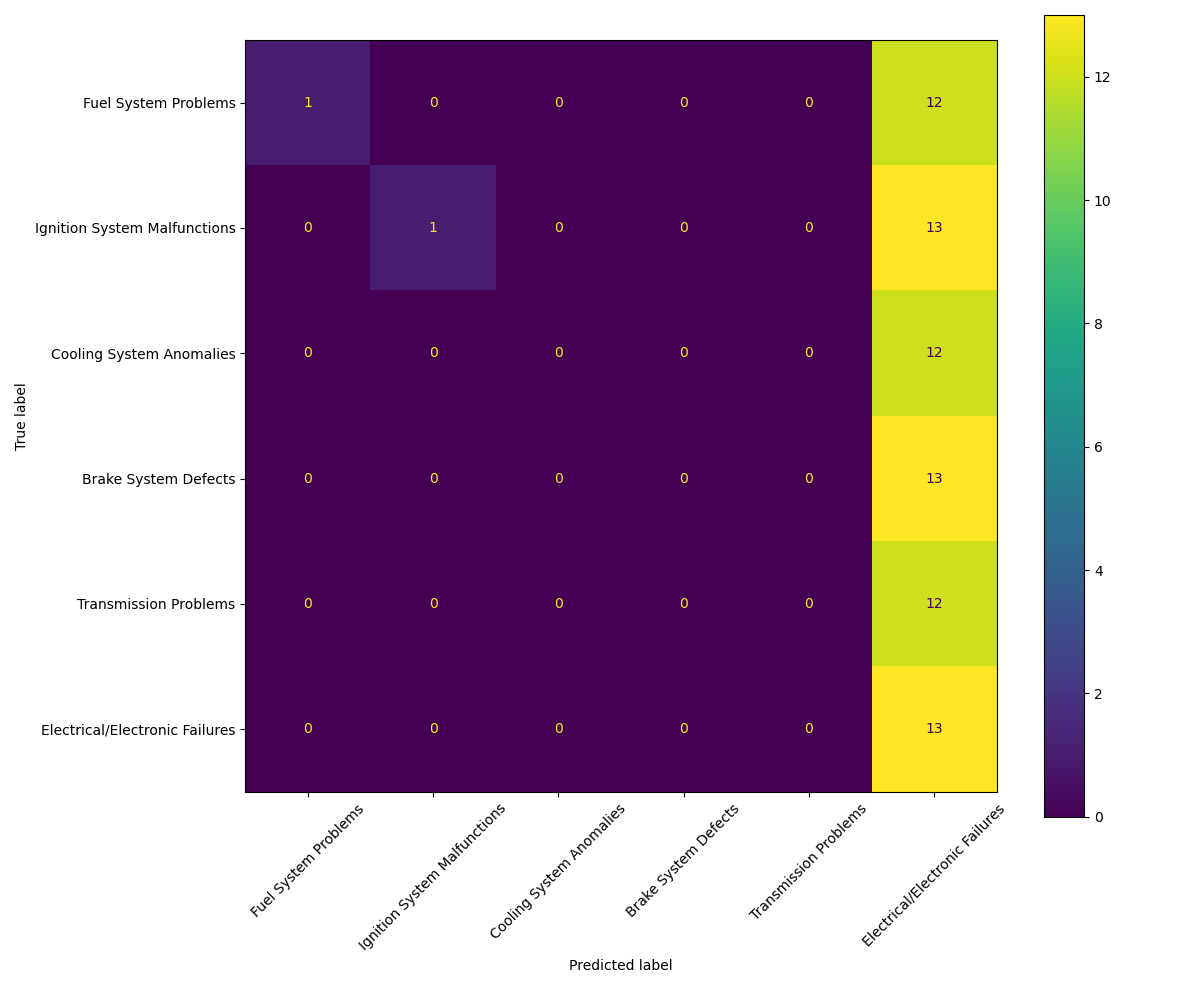 Fuel System Problems 1 0 0 0 0 12
Ignition System Malfunctions 0 1 0 0 0 13
Cooling System Anomalies 0 0 0 0 0 12
Brake System Defects 0 0 0 0 0 13
Transmission Problems 0 0 0 0 0 12
Electrical/Electronic Failures 0 0 0 0 0 13
True label
Fuel System Problems
Ignition System Malfunctions
Cooling System Anomalies
Brake System Defects
Transmission Problems
Electrical/Electronic Failures
Predicted label
12
10
8
6
4
2
0